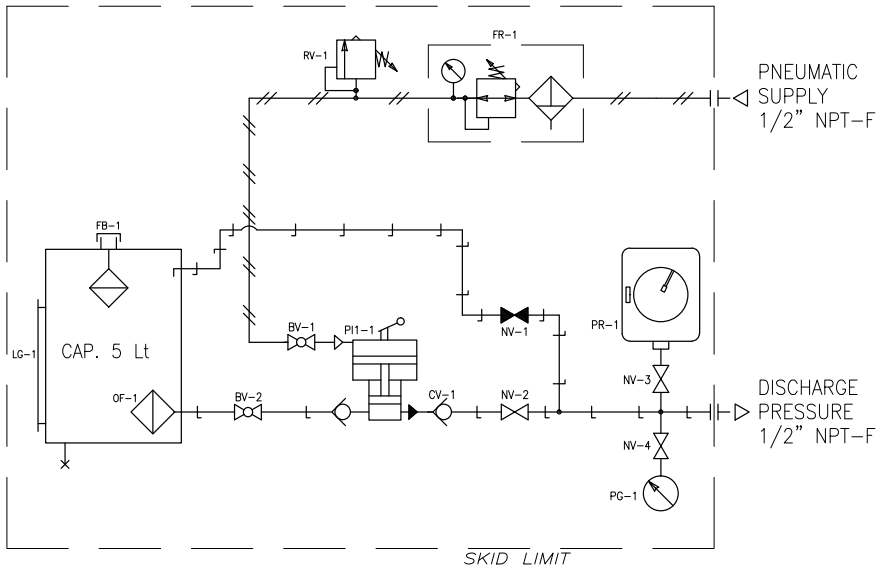 RV-1
FR-1
PNEUMATIC
SUPPLY
1/2" NPT-F
FB-1
LG-1
CAP. 5 Lt
OF-1
BV-1
PI1-1
BV-2
CV-1
NV-1
NV-2
PR-1
NV-3
NV-4
PG-1
DISCHARGE
PRESSURE
1/2" NPT-F
SKID LIMIT